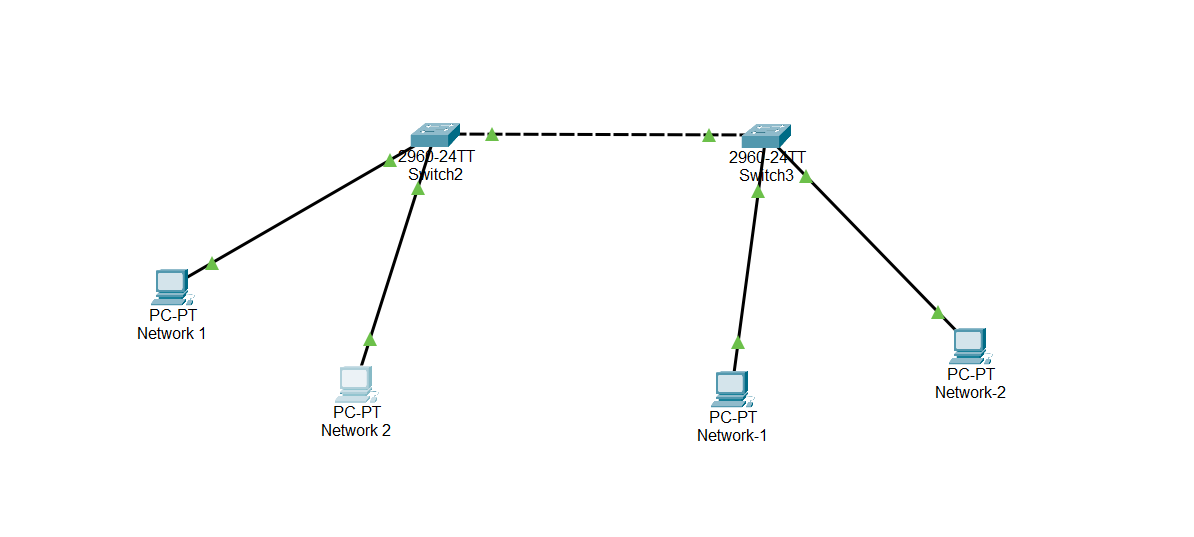 2960-24TT
Switch2
2960-24TT
Switch3
PC-PT
Network 1
PC-PT
Network 2
PC-PT
Network-1
PC-PT
Network-2